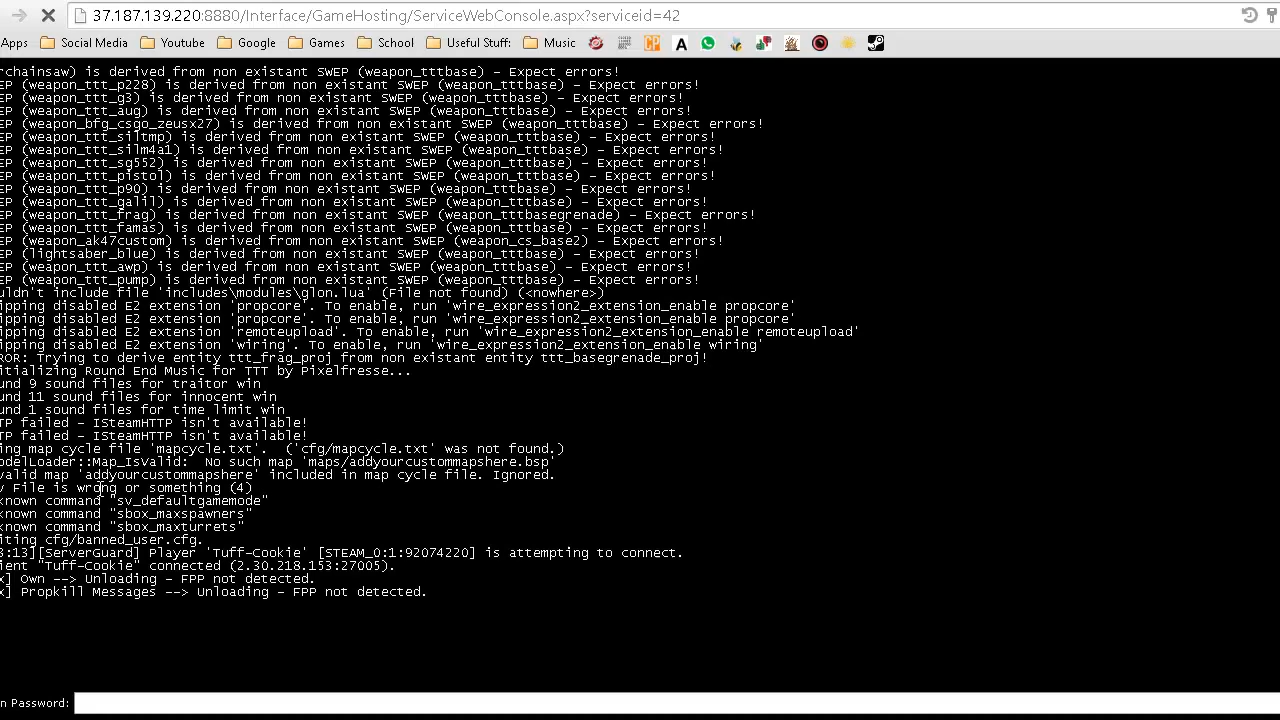 37.187.139.220:8880/Interface/GameHosting/ServiceWebConsole.aspx?serviceid=42
Apps Social Media Youtube Google Games School Useful Stuff: Music CP A
rchainsaw) is derived from non existant SWEP (weapon_tttbase) - Expect errors!
EP (weapon_ttt_p228) is derived from non existant SWEP (weapon_tttbase) - Expect errors!
EP (weapon_ttt_g3) is derived from non existant SWEP (weapon_tttbase) - Expect errors!
EP (weapon_ttt_aug) is derived from non existant SWEP (weapon_tttbase) - Expect errors!
EP (weapon_bfg_csgo_zeusx27) is derived from non existant SWEP (weapon_tttbase) - Expect errors!
EP (weapon_ttt_siltmp) is derived from non existant SWEP (weapon_tttbase) - Expect errors!
EP (weapon_ttt_silm4a1) is derived from non existant SWEP (weapon_tttbase) - Expect errors!
EP (weapon_ttt_sg552) is derived from non existant SWEP (weapon_tttbase) - Expect errors!
EP (weapon_ttt_pistol) is derived from non existant SWEP (weapon_tttbase) - Expect errors!
EP (weapon_ttt_p90) is derived from non existant SWEP (weapon_tttbase) - Expect errors!
EP (weapon_ttt_galil) is derived from non existant SWEP (weapon_tttbase) - Expect errors!
EP (weapon_ttt_frag) is derived from non existant SWEP (weapon_tttbasegrenade) - Expect errors!
EP (weapon_ttt_famas) is derived from non existant SWEP (weapon_tttbase) - Expect errors!
EP (weapon_ak47custom) is derived from non existant SWEP (weapon_cs_base2) - Expect errors!
EP (lightsaber_blue) is derived from non existant SWEP (weapon_tttbase) - Expect errors!
EP (weapon_ttt_awp) is derived from non existant SWEP (weapon_tttbase) - Expect errors!
EP (weapon_ttt_pump) is derived from non existant SWEP (weapon_tttbase) - Expect errors!
uldn't include file 'includes\modules\glon.lua' (File not found) (<nowhere>)
ipping disabled E2 extension 'propcore'. To enable, run 'wire_expression2_extension_enable propcore'
ipping disabled E2 extension 'propcore'. To enable, run 'wire_expression2_extension_enable propcore'
ipping disabled E2 extension 'remoteupload'. To enable, run 'wire_expression2_extension_enable remoteupload'
ipping disabled E2 extension 'wiring'. To enable, run 'wire_expression2_extension_enable wiring'
ROR: Trying to derive entity ttt_frag_proj from non existant entity ttt_basegrenade_proj!
itializing Round End Music for TTT by Pixelfresse...
und 9 sound files for traitor win
und 11 sound files for innocent win
und 1 sound files for time limit win
TP failed - ISteamHTTP isn't available!
TP failed - ISteamHTTP isn't available!
ing map cycle file 'mapcycle.txt'. ('cfg/mapcycle.txt' was not found.)
odelLoader::Map_IsValid: No such map 'maps/addyourcustommapshere.bsp'
valid map 'addyourcustommapshere' included in map cycle file. Ignored.
v File is wrong or something (4)
known command "sv_defaultgamemode"
known command "sbox_maxspawners"
known command "sbox_maxturrets"
iting cfg/banned_user.cfg.
3:13][ServerGuard] Player 'Tuff-Cookie' [STEAM_0:1:92074220] is attempting to connect.
ient "Tuff-Cookie" connected (2.30.218.153:27005).
x] Own --> Unloading - FPP not detected.
x] Propkill Messages --> Unloading - FPP not detected.
n Password: